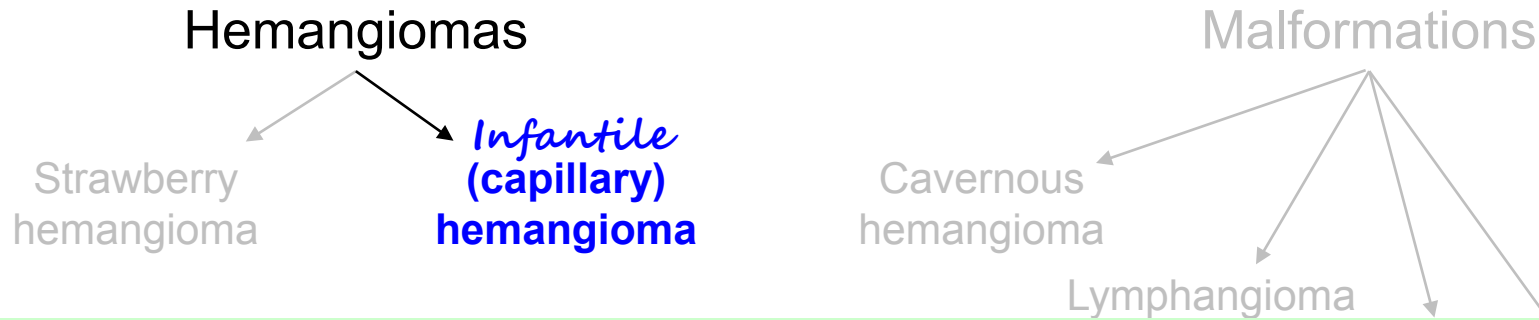 Hemangiomas
Malformations
Strawberry
hemangioma
Infantile
(capillary)
hemangioma
Cavernous
hemangioma
Lymphangioma